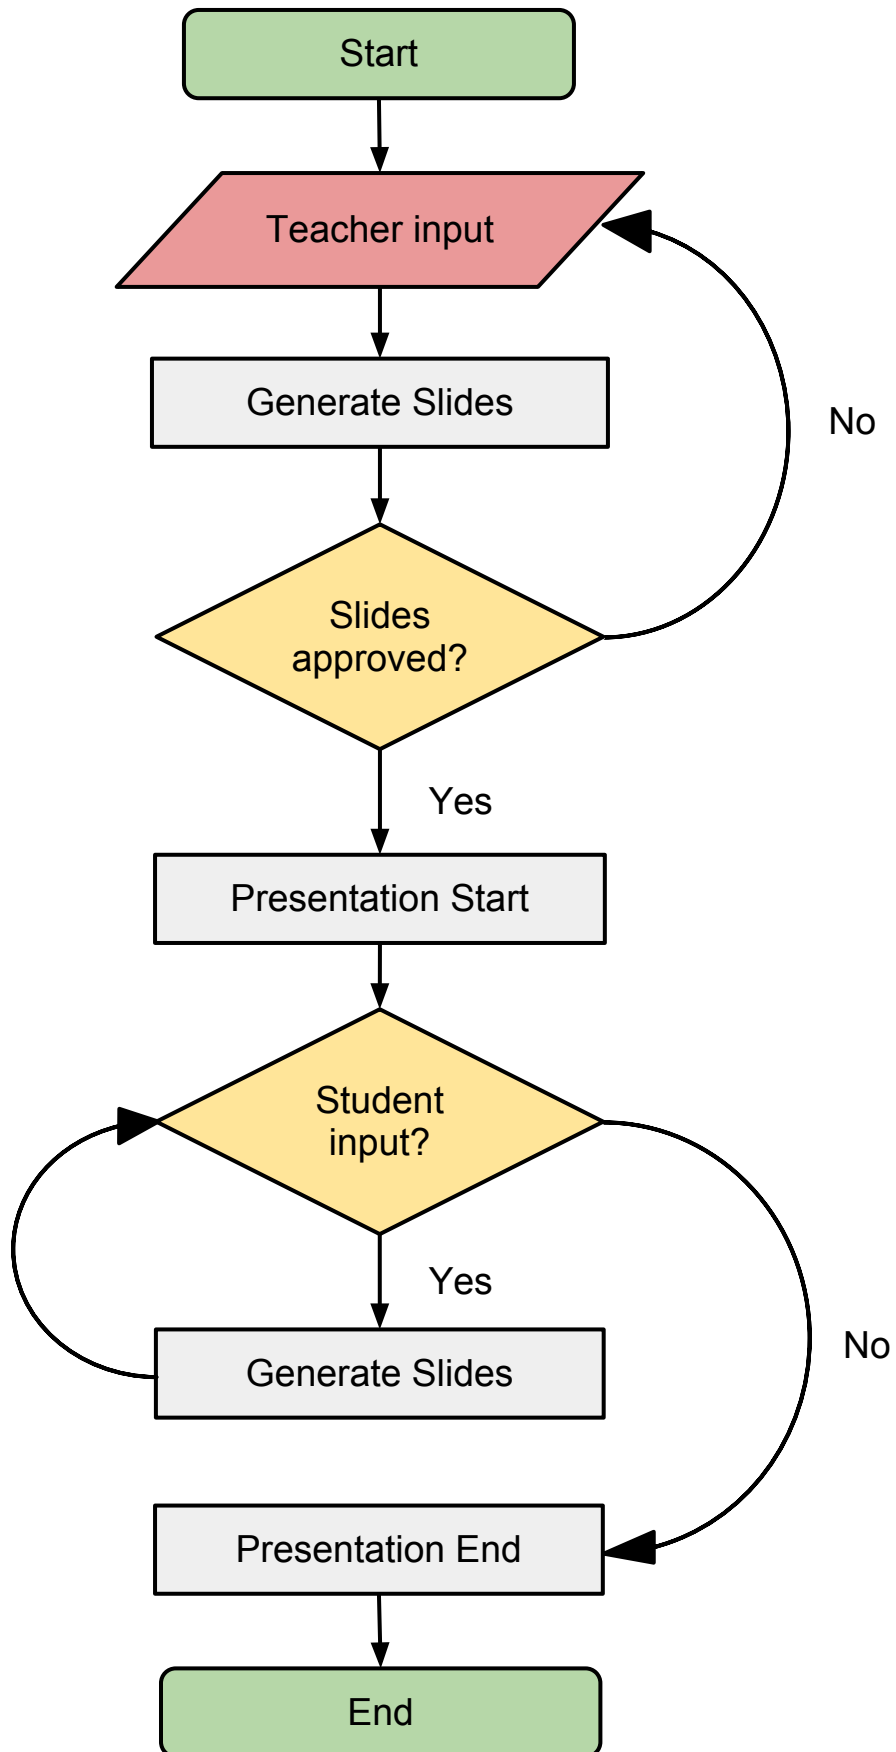 Start
Teacher input
Generate Slides
No
Slides
approved?
Yes
Presentation Start
Student
input?
Yes
No
Generate Slides
Presentation End
End